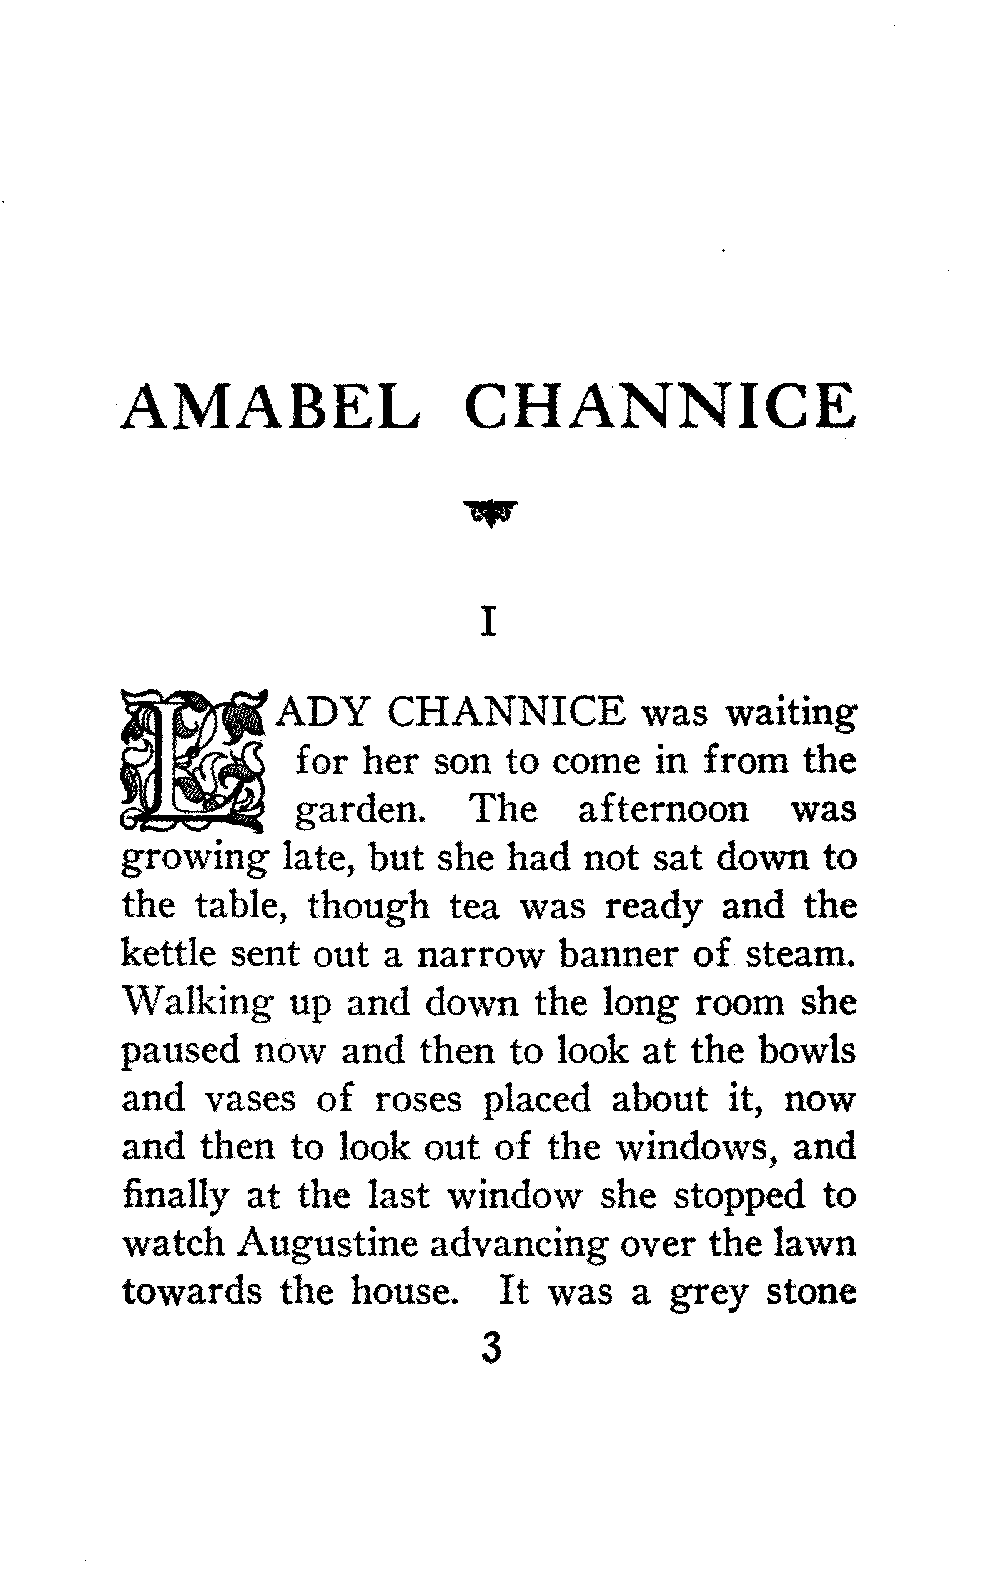 AMABEL CHANNICE
I
LADY CHANNICE was waiting
for her son to come in from the
garden. The afternoon was
growing late, but she had not sat down to
the table, though tea was ready and the
kettle sent out a narrow banner of steam.
Walking up and down the long room she
paused now and then to look at the bowls
and vases of roses placed about it, now
and then to look out of the windows, and
finally at the last window she stopped to
watch Augustine advancing over the lawn
towards the house. It was a grey stone
3